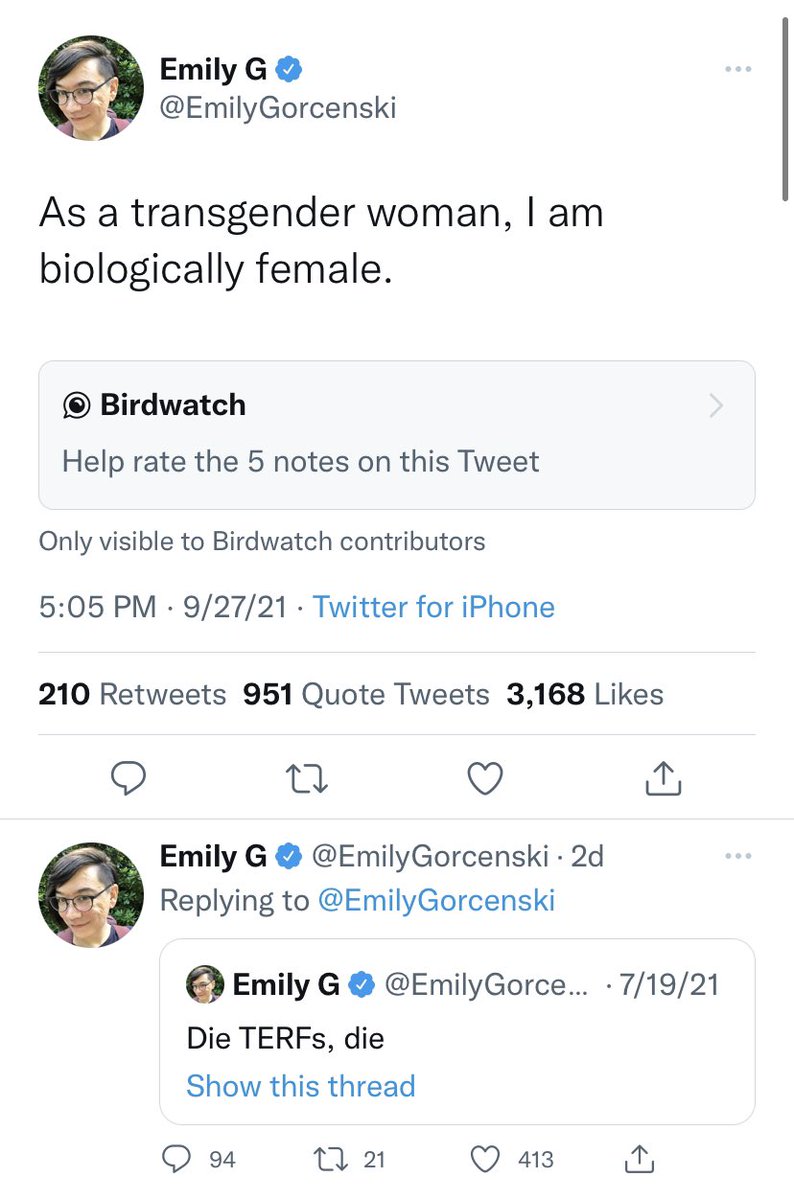 Emily G
@EmilyGorcenski
As a transgender woman, I am
biologically female.
Birdwatch
Help rate the 5 notes on this Tweet
Only visible to Birdwatch contributors
5:05 PM · 9/27/21 · Twitter for iPhone
210 Retweets 951 Quote Tweets 3,168 Likes
Emily G @EmilyGorcenski · 2d
Replying to @EmilyGorcenski
Emily G @EmilyGorce... · 7/19/21
Die TERFs, die
Show this thread
94 21 413